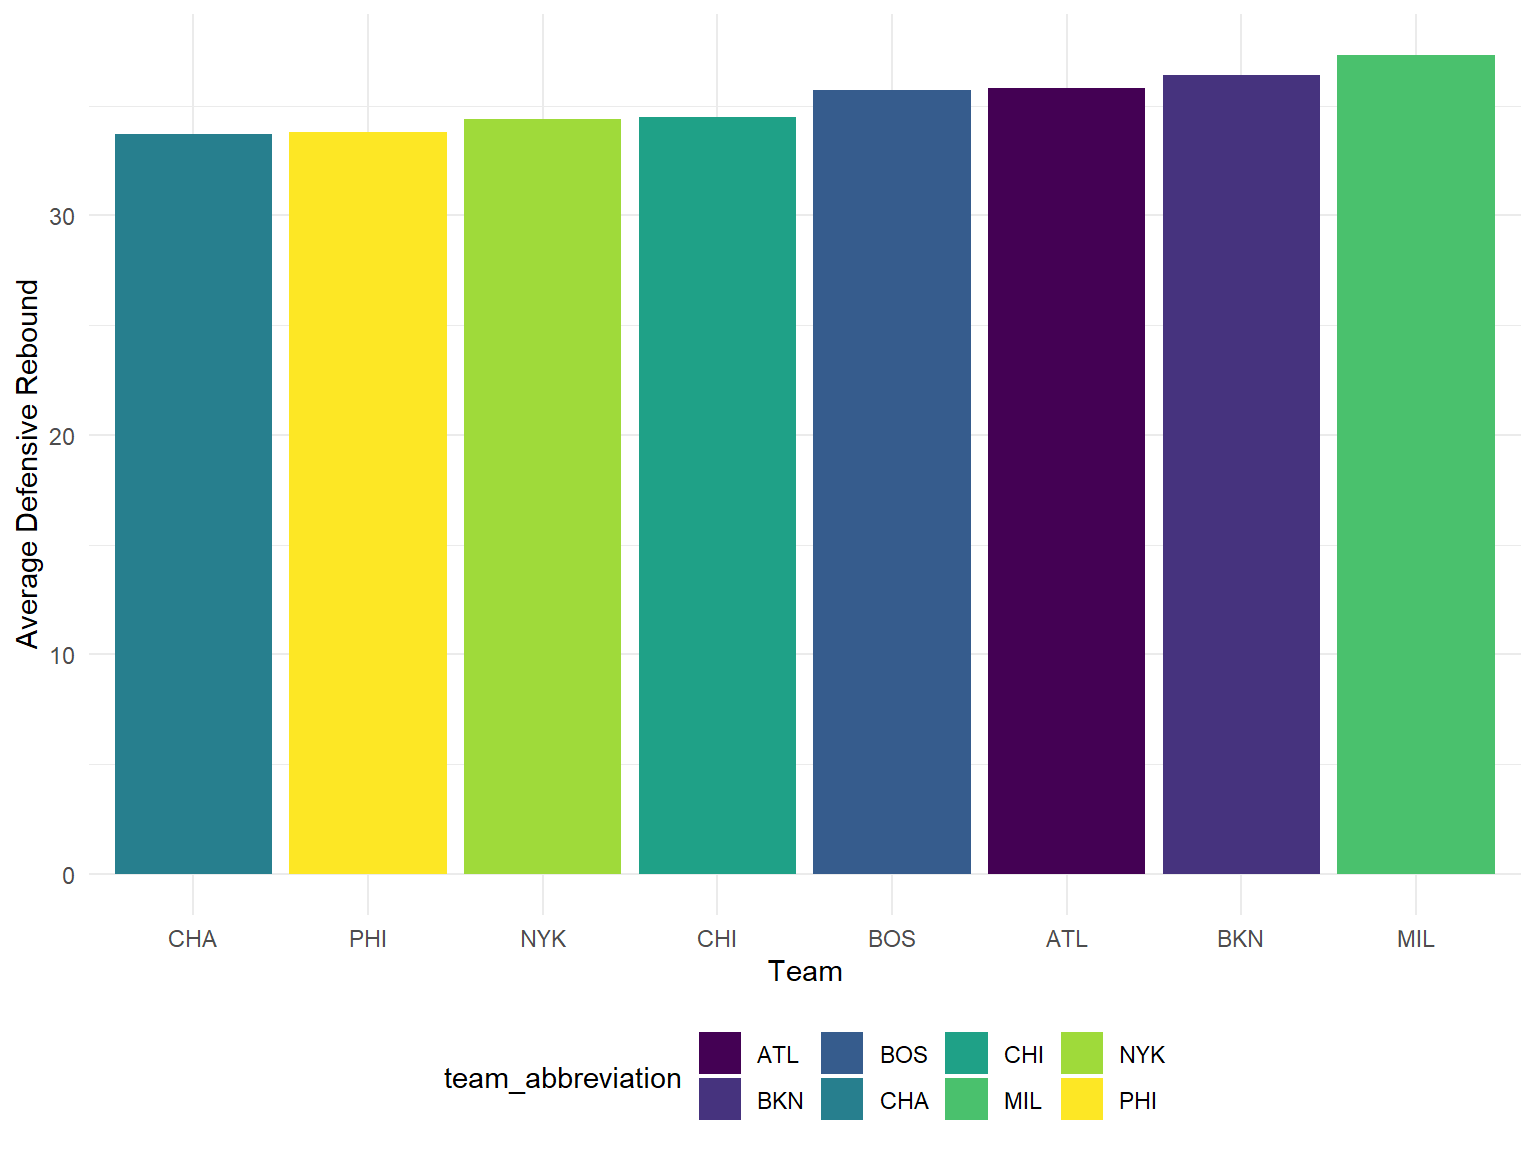 Average Defensive Rebound
30
20
10
0
CHA PHI NYK CHI BOS ATL BKN MIL
Team
team_abbreviation
ATL BOS CHI NYK
BKN CHA MIL PHI